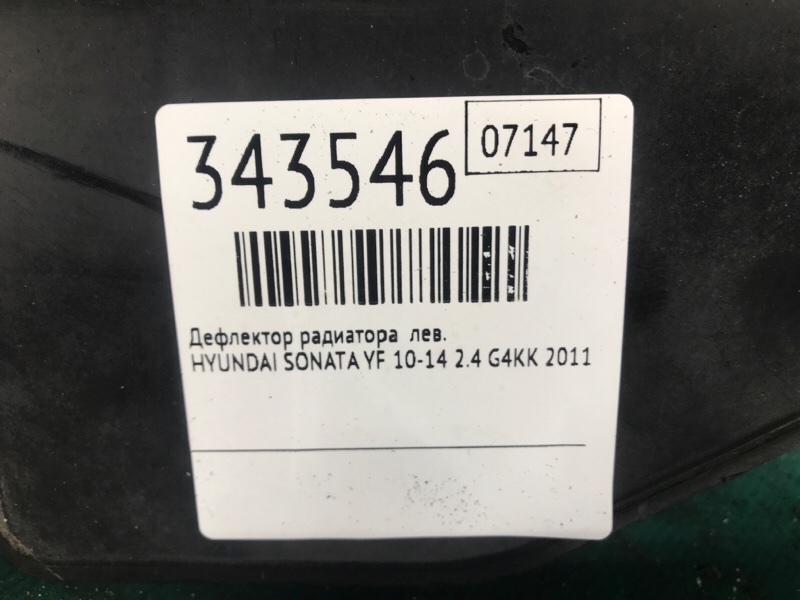 343546
07147
Дефлектор радиатора лев.
HYUNDAI SONATA YF 10-14 2.4 G4KK 2011